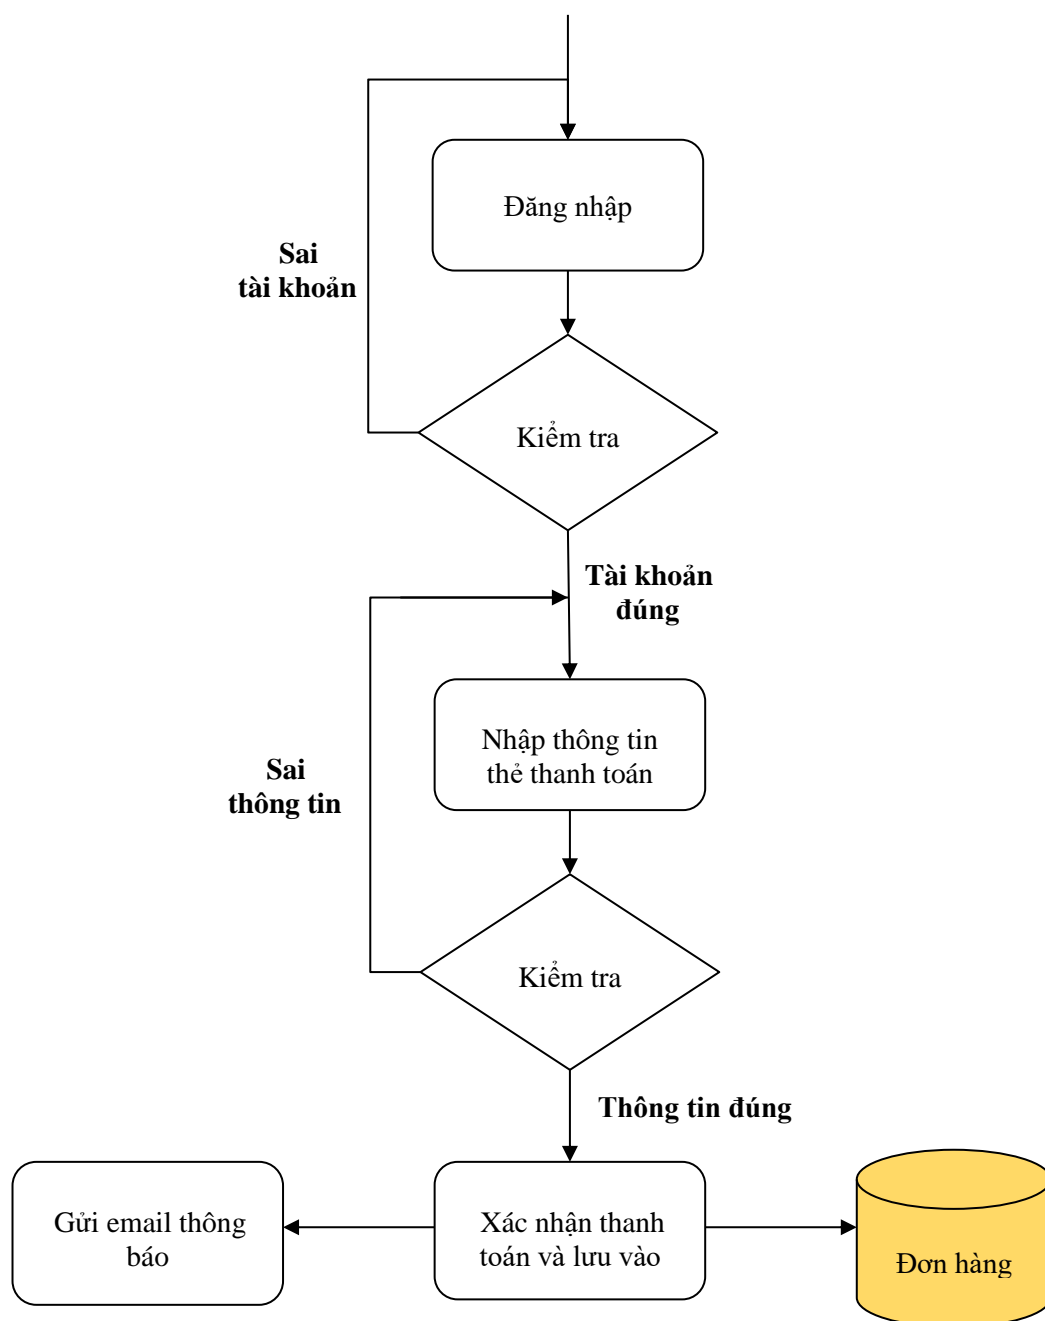 Đăng nhập
Sai
tài khoản
Kiểm tra
Tài khoản
đúng
Nhập thông tin
thẻ thanh toán
Sai
thông tin
Kiểm tra
Thông tin đúng
Gửi email thông
báo
Xác nhận thanh
toán và lưu vào
Đơn hàng